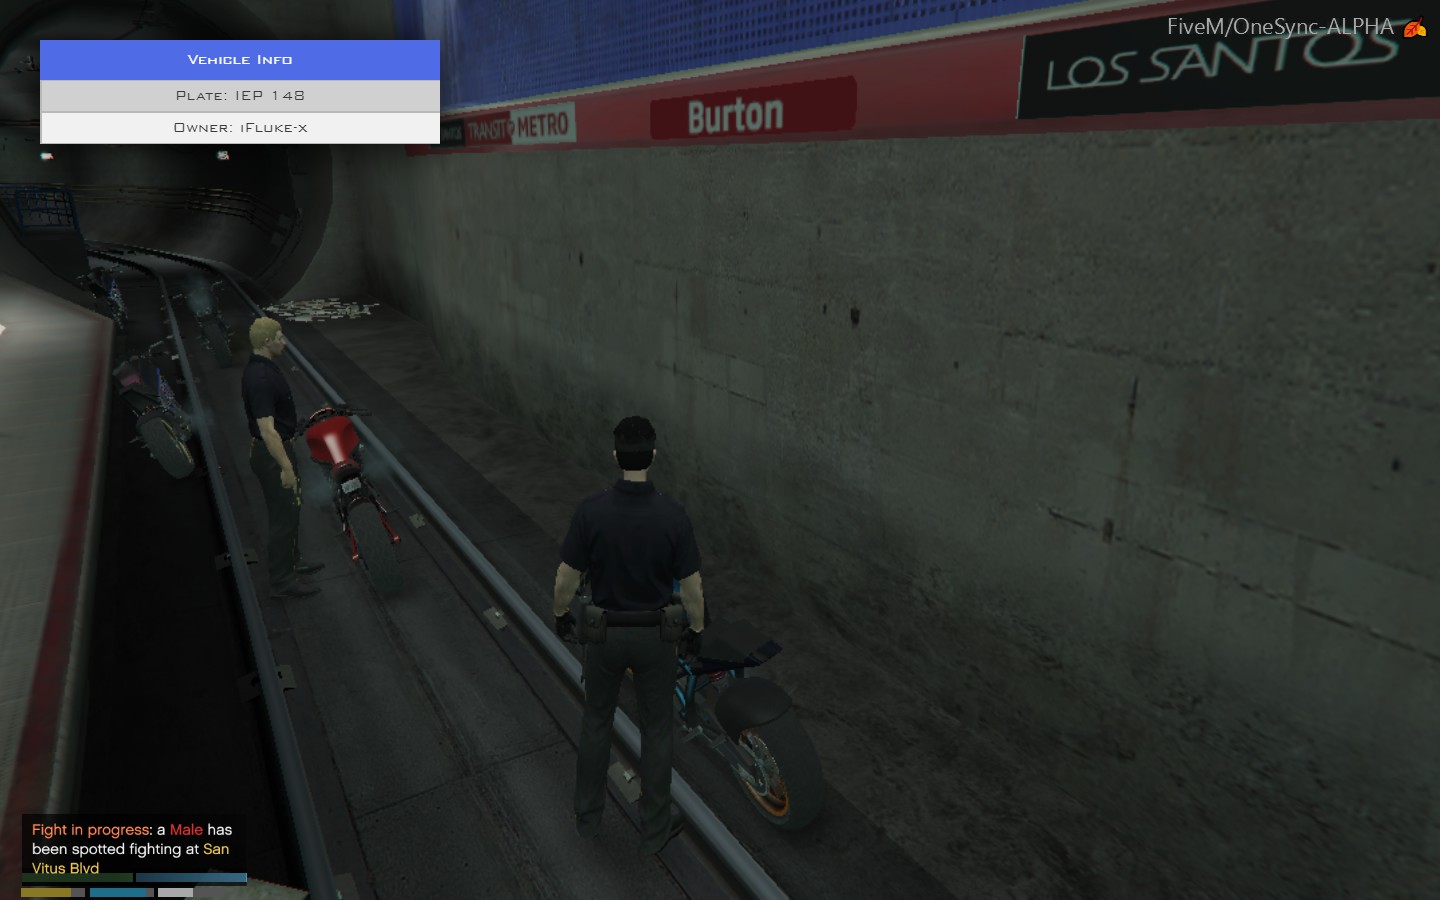 FiveM/OneSync-ALPHA
Vehicle Info
Plate: IEP 148
Owner: iFluke-x
LOS SANTOS
TRANSIT METRO
Burton
Fight in progress: a Male has
been spotted fighting at San
Vitus Blvd